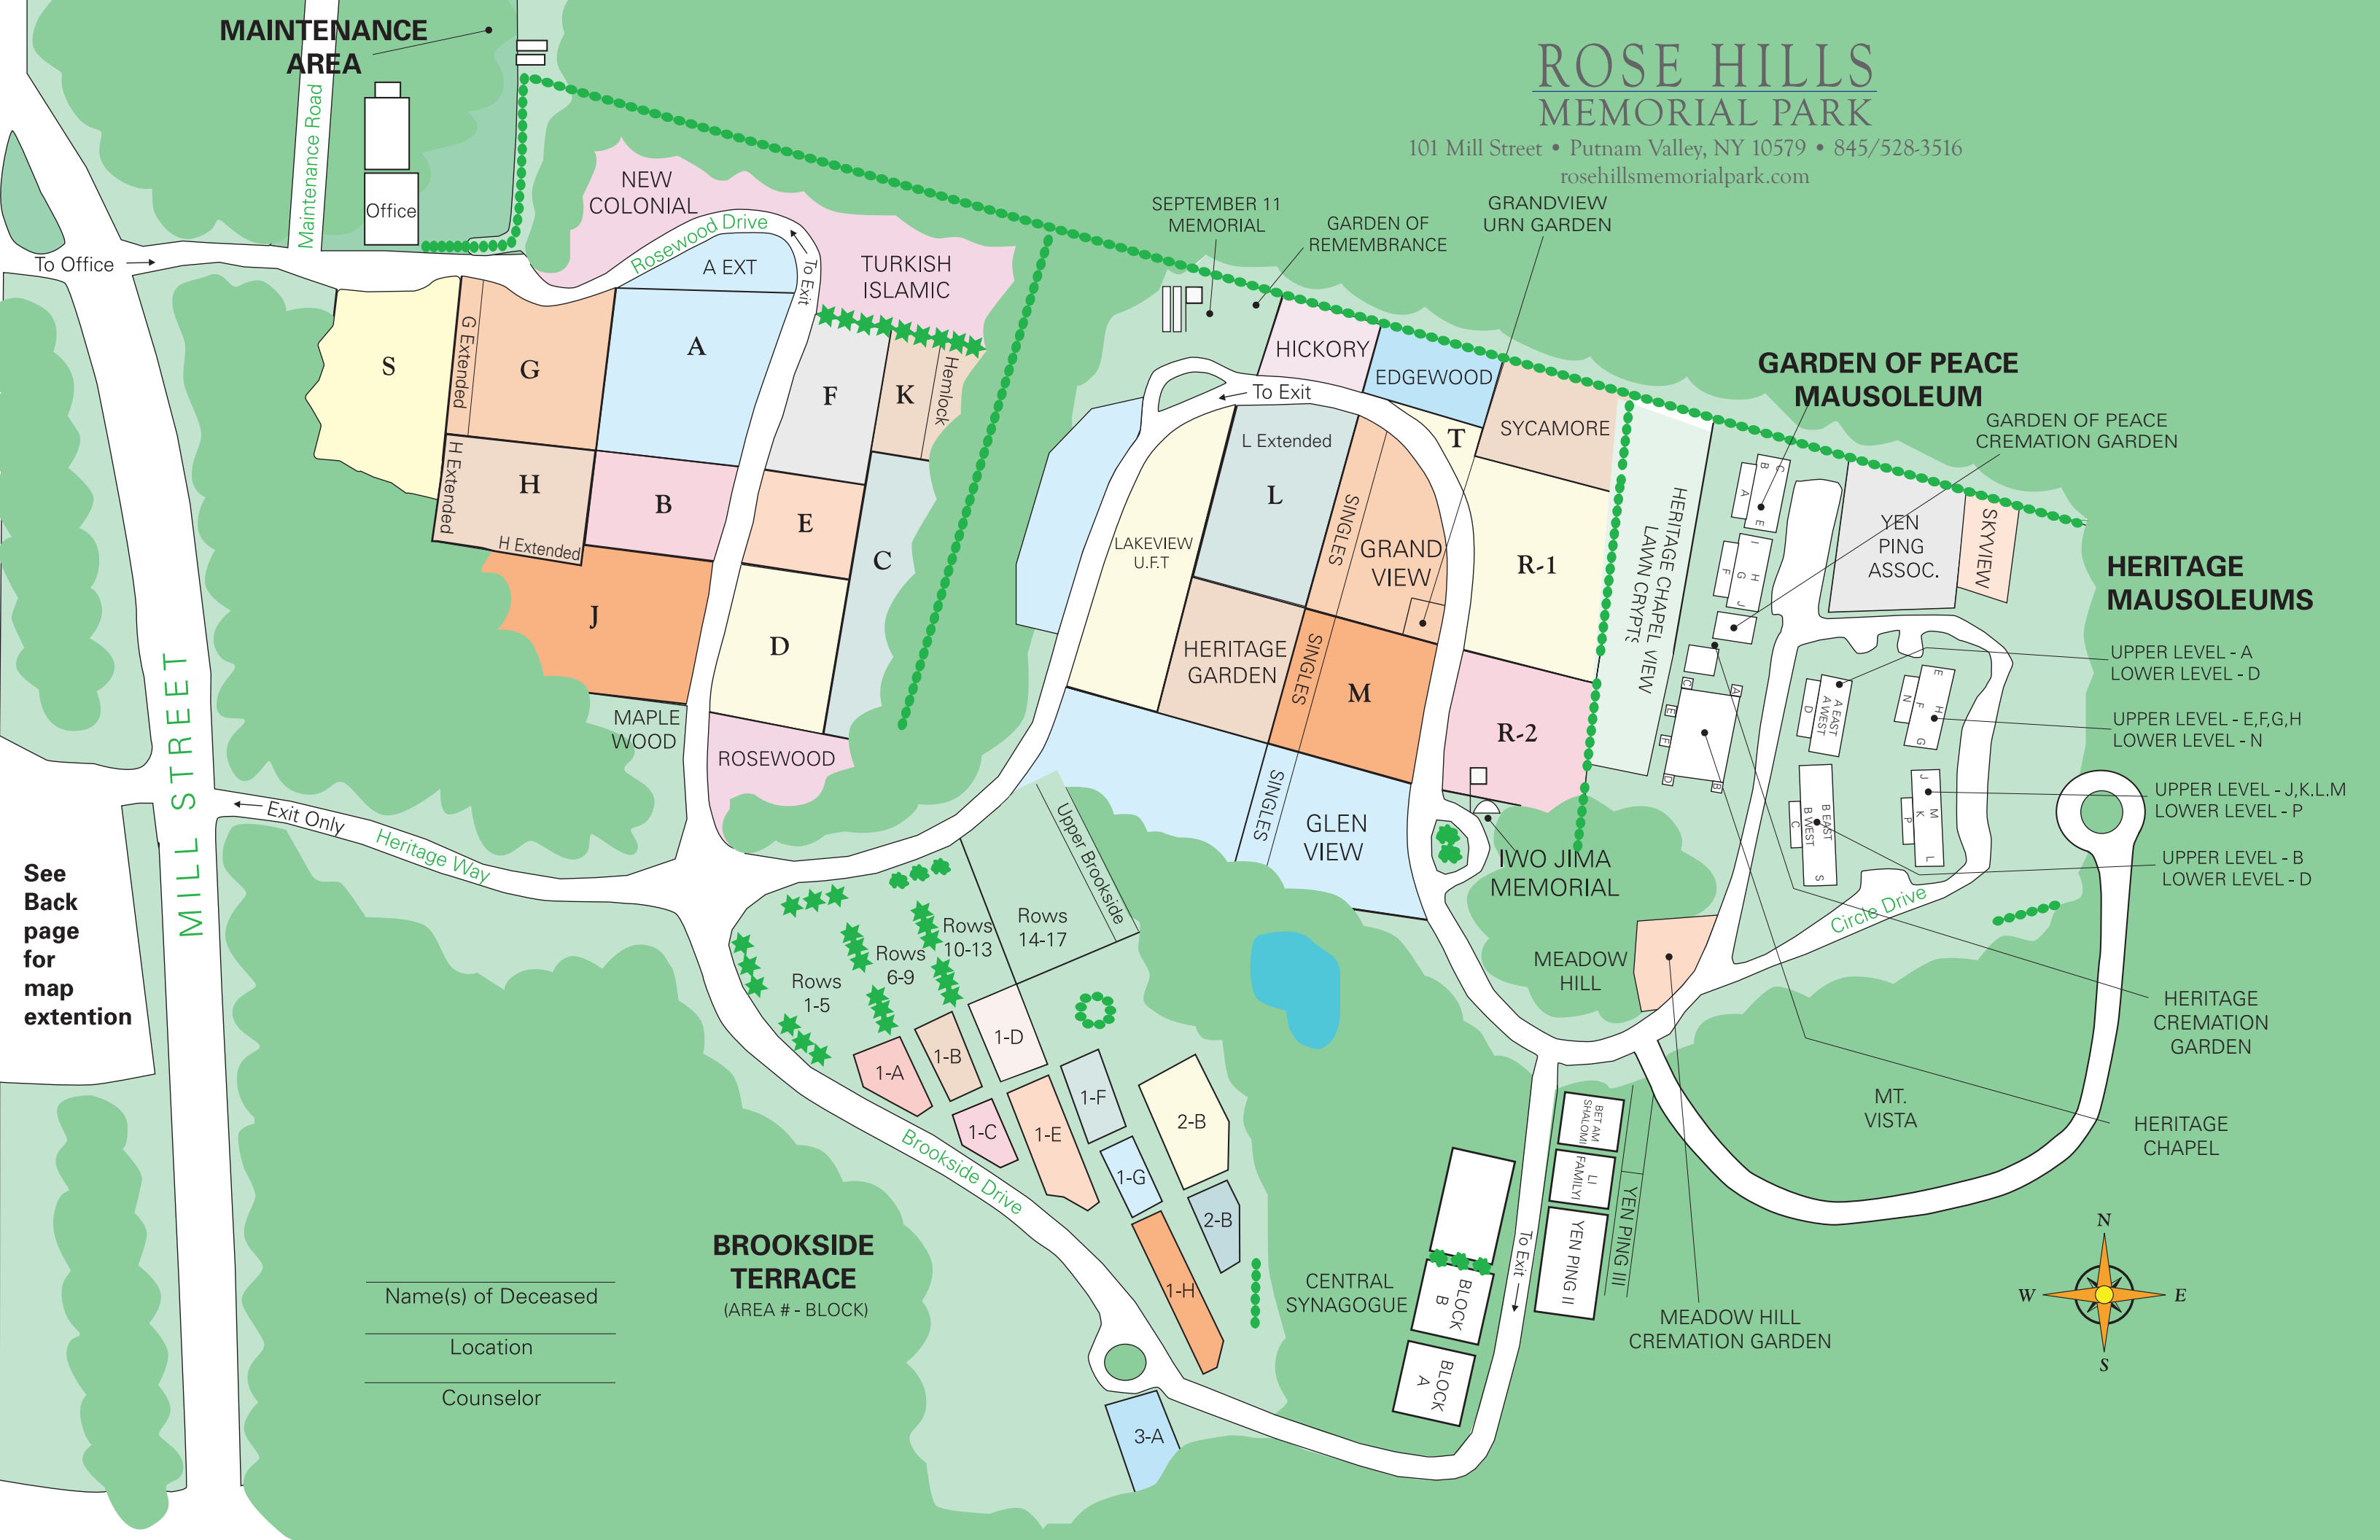 MAINTENANCE
AREA
ROSE HILLS
MEMORIAL PARK
101 Mill Street • Putnam Valley, NY 10579 • 845/528-3516
rosehillsmemorialpark.com
Maintenance Road
Office
To Office
NEW
COLONIAL
Rosewood Drive
A EXT
To Exit
TURKISH
ISLAMIC
SEPTEMBER 11
MEMORIAL
GARDEN OF
REMEMBRANCE
GRANDVIEW
URN GARDEN
S
G Extended
G
A
F
K
Hemlock
H Extended
H
H Extended
B
E
C
J
D
MAPLE
WOOD
ROSEWOOD
HICKORY
EDGEWOOD
To Exit
T
SYCAMORE
L Extended
L
SINGLES
GRAND
VIEW
LAKEVIEW
U.F.T
R-1
HERITAGE
GARDEN
SINGLES
M
R-2
SINGLES
GLEN
VIEW
IWO JIMA
MEMORIAL
HERITAGE CHAPEL VIEW
LAWN CRYPTS
GARDEN OF PEACE
MAUSOLEUM
GARDEN OF PEACE
CREMATION GARDEN
C
B
A
E
I
G
F
J
H
YEN
PING
ASSOC.
SKYVIEW
HERITAGE
MAUSOLEUMS
UPPER LEVEL - A
LOWER LEVEL - D
UPPER LEVEL - E,F,G,H
LOWER LEVEL - N
UPPER LEVEL - J,K.L.M
LOWER LEVEL - P
UPPER LEVEL - B
LOWER LEVEL - D
C
A
E
F
D
B
A EAST
A WEST
D
E
H
F
N
G
B EAST
B WEST
C
S
J
M
K
P
L
Circle Drive
HERITAGE
CREMATION
GARDEN
HERITAGE
CHAPEL
MEADOW
HILL
MT.
VISTA
MILL STREET
Exit Only
Heritage Way
See
Back
page
for
map
extention
Upper Brookside
Rows
14-17
Rows
10-13
Rows
6-9
Rows
1-5
1-A
1-B
1-C
1-D
1-E
1-F
1-G
1-H
2-B
2-B
3-A
Brookside Drive
BROOKSIDE
TERRACE
(AREA # - BLOCK)
Name(s) of Deceased
Location
Counselor
CENTRAL
SYNAGOGUE
BLOCK
B
BLOCK
A
To Exit
BET AM
SHALOMI
LI
FAMILYI
YEN PING II
YEN PING III
MEADOW HILL
CREMATION GARDEN
N
W
E
S